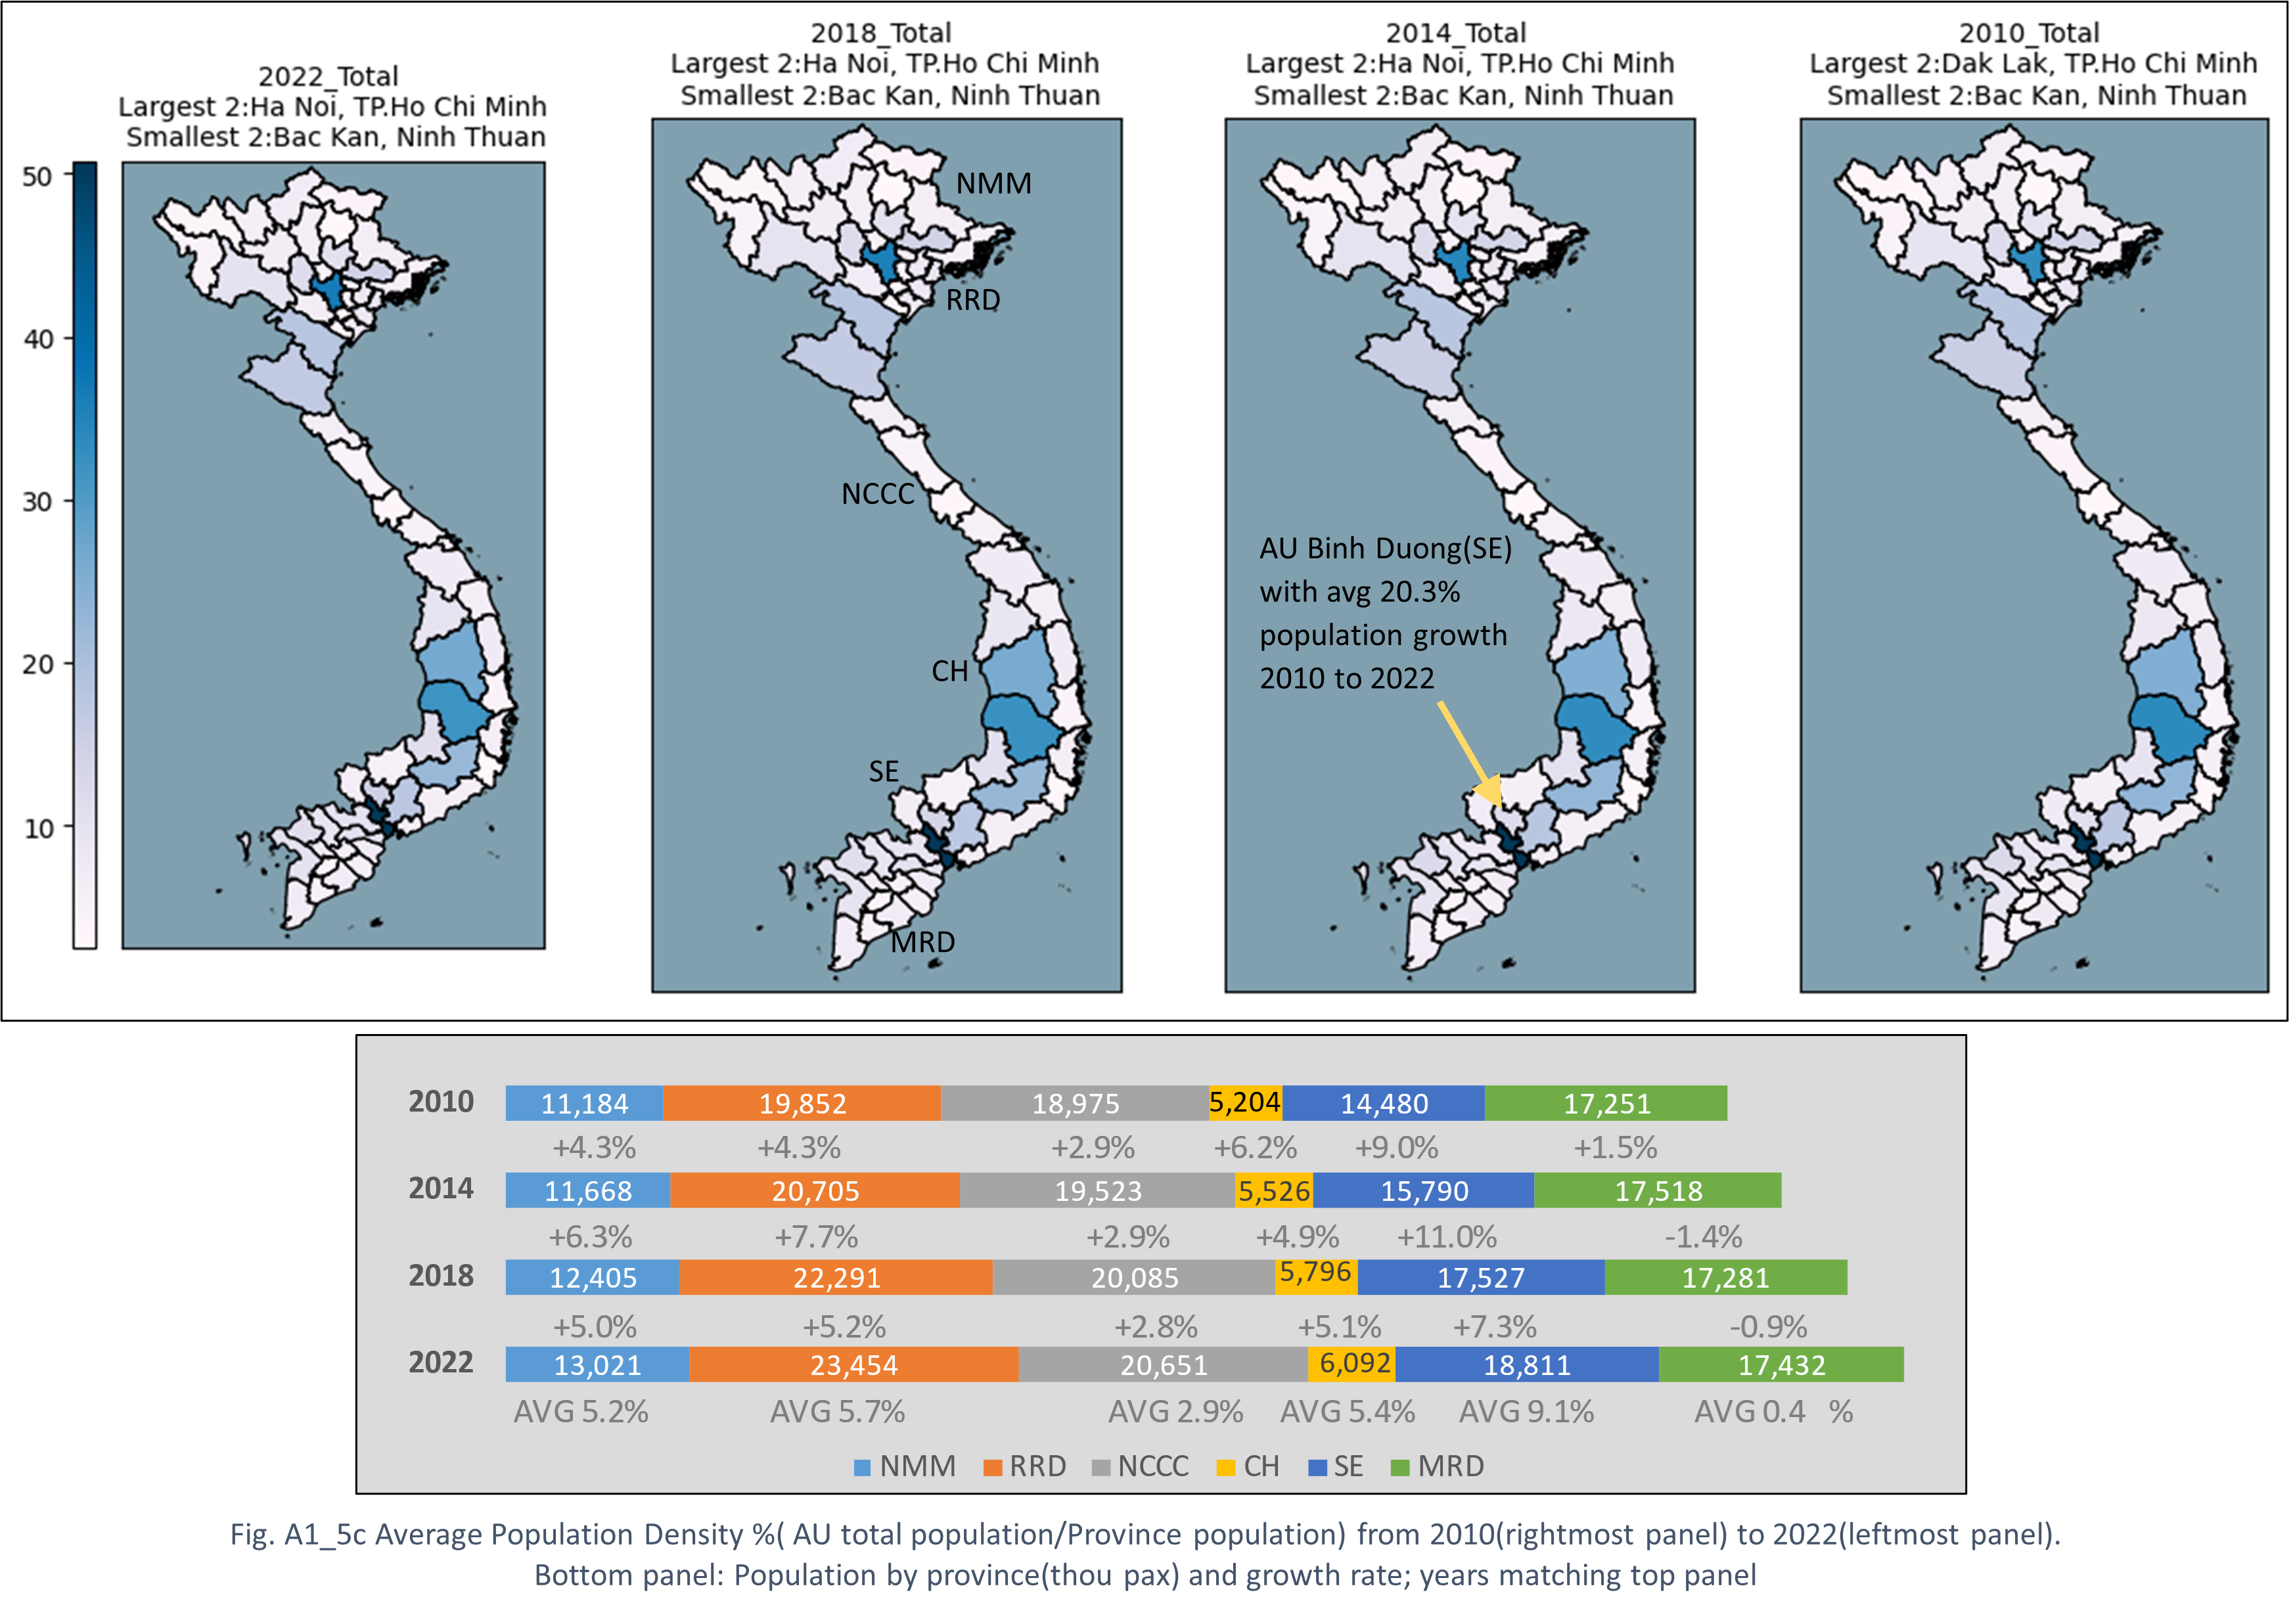 2022_Total
Largest 2:Ha Noi, TP.Ho Chi Minh
Smallest 2:Bac Kan, Ninh Thuan
2018_Total
Largest 2:Ha Noi, TP.Ho Chi Minh
Smallest 2:Bac Kan, Ninh Thuan
2014_Total
Largest 2:Ha Noi, TP.Ho Chi Minh
Smallest 2:Bac Kan, Ninh Thuan
2010_Total
Largest 2:Dak Lak, TP.Ho Chi Minh
Smallest 2:Bac Kan, Ninh Thuan
50
40
30
20
10
NMM
RRD
NCCC
CH
SE
MRD
AU Binh Duong(SE)
with avg 20.3%
population growth
2010 to 2022
2010 11,184 19,852 18,975 5,204 14,480 17,251
+4.3% +4.3% +2.9% +6.2% +9.0% +1.5%
2014 11,668 20,705 19,523 5,526 15,790 17,518
+6.3% +7.7% +2.9% +4.9% +11.0% -1.4%
2018 12,405 22,291 20,085 5,796 17,527 17,281
+5.0% +5.2% +2.8% +5.1% +7.3% -0.9%
2022 13,021 23,454 20,651 6,092 18,811 17,432
AVG 5.2% AVG 5.7% AVG 2.9% AVG 5.4% AVG 9.1% AVG 0.4 %
NMM RRD NCCC CH SE MRD
Fig. A1_5c Average Population Density %( AU total population/Province population) from 2010(rightmost panel) to 2022(leftmost panel).
Bottom panel: Population by province(thou pax) and growth rate; years matching top panel